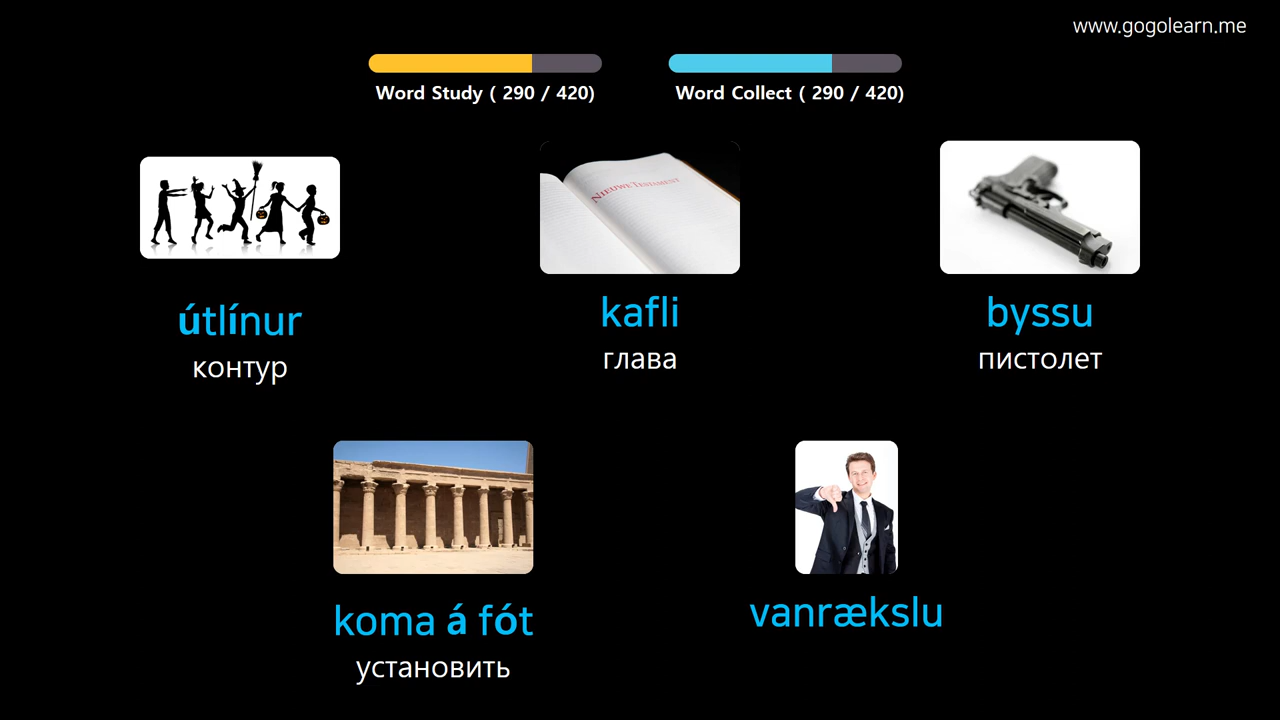 www.gogolearn.me
Word Study ( 290 / 420)
Word Collect ( 290 / 420)
NIEUWE TESTAMENT
útlínur
контур
kafli
глава
byssu
пистолет
koma á fót
установить
vanrækslu